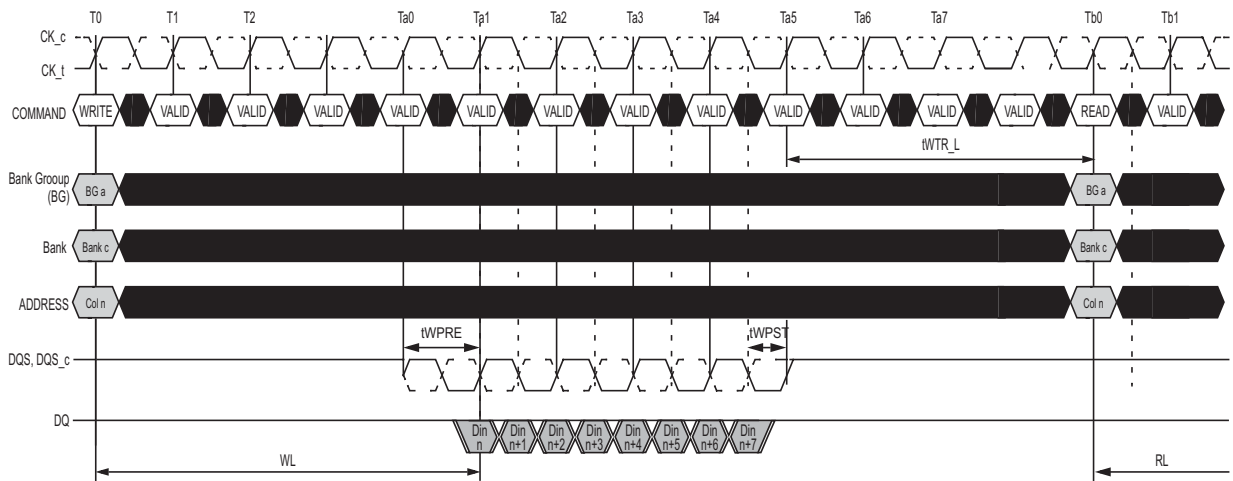 T0 T1 T2 Ta0 Ta1 Ta2 Ta3 Ta4 Ta5 Ta6 Ta7 Tb0 Tb1
CK_c
CK_t
COMMAND WRITE VALID VALID VALID VALID VALID VALID VALID VALID VALID VALID VALID VALID READ VALID
tWTR_L
Bank Grooup
(BG) BG a BG a
Bank Bank c Bank c
ADDRESS Col n Col n
tWPRE tWPST
DQS, DQS_c
DQ Din Din Din Din Din Din Din Din
n n+1 n+2 n+3 n+4 n+5 n+6 n+7
WL RL